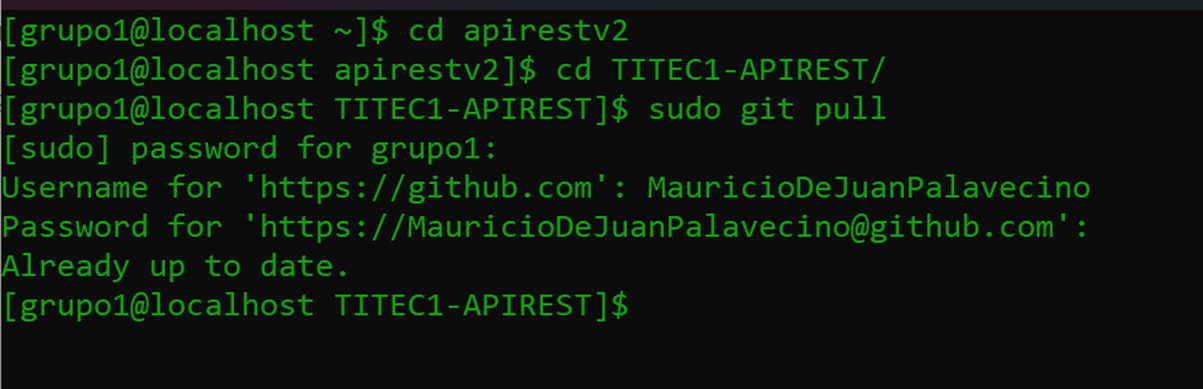 [grupo1@localhost ~]$ cd apirestv2
[grupo1@localhost apirestv2]$ cd TITEC1-APIREST/
[grupo1@localhost TITEC1-APIREST]$ sudo git pull
[sudo] password for grupo1:
Username for 'https://github.com': MauricioDeJuanPalavecino
Password for 'https://MauricioDeJuanPalavecino@github.com':
Already up to date.
[grupo1@localhost TITEC1-APIREST]$